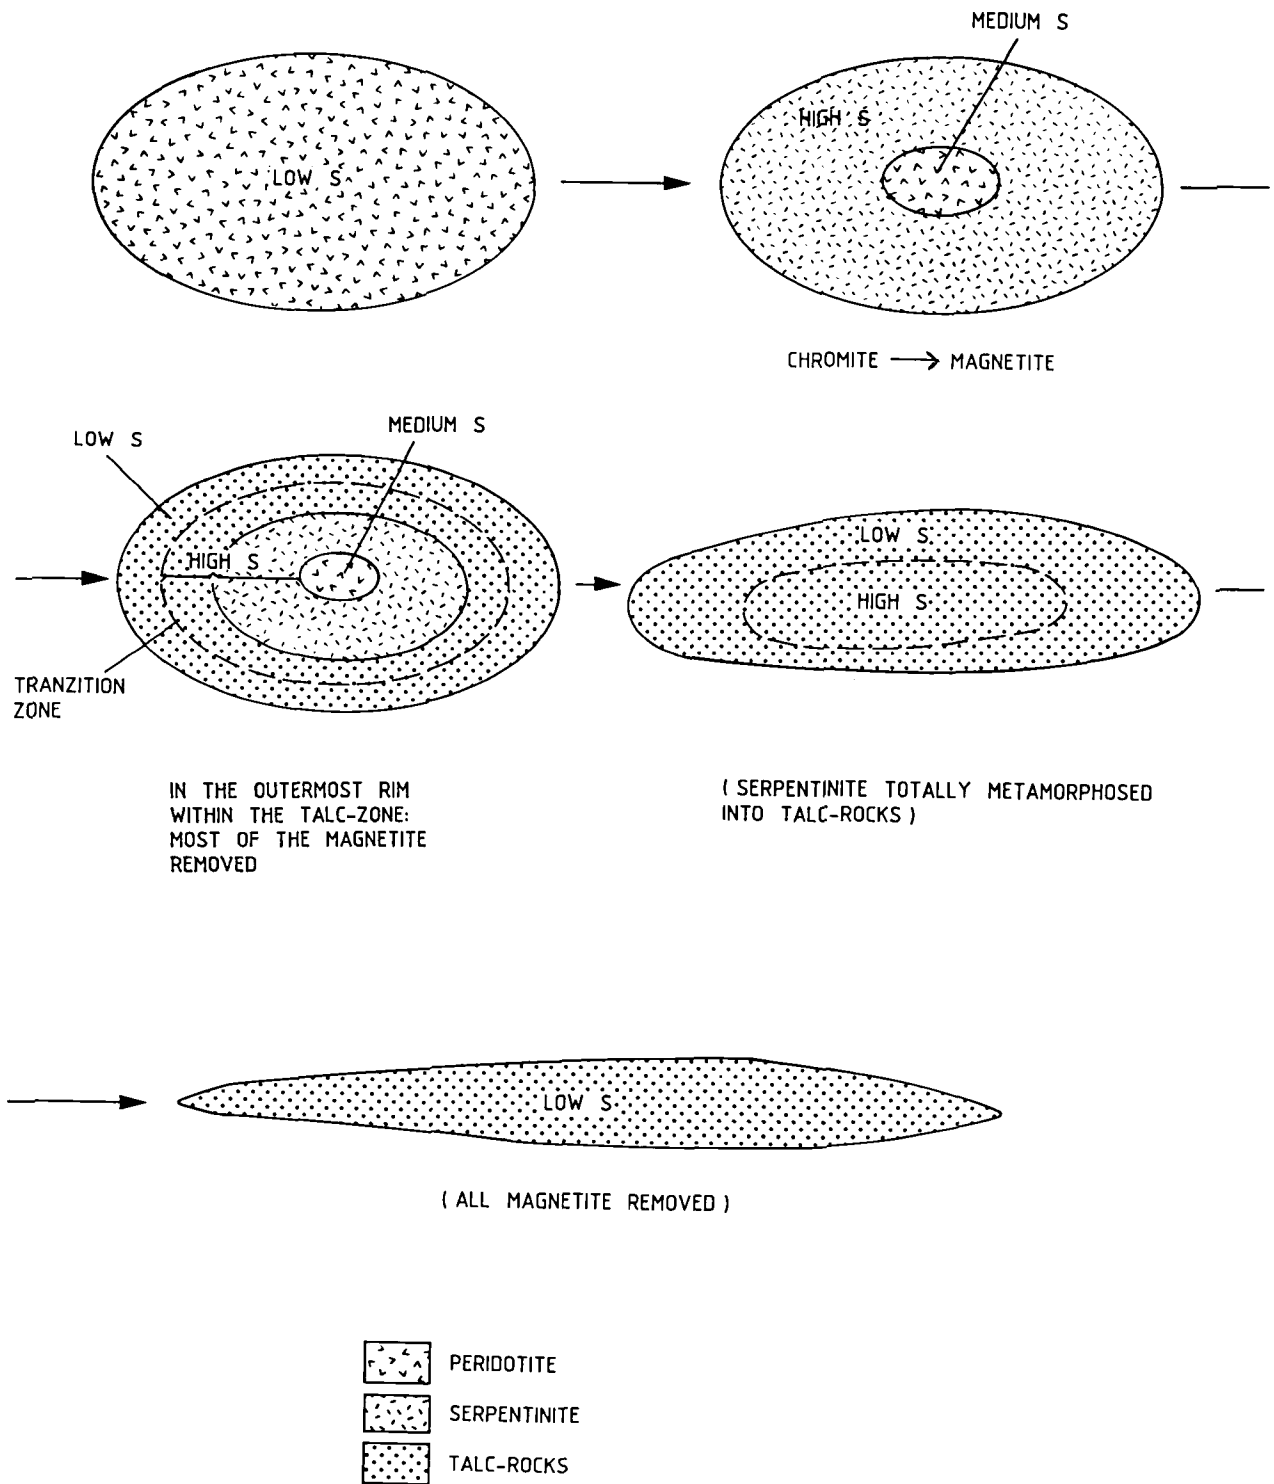 MEDIUM S
LOW S
HIGH S
CHROMITE → MAGNETITE
LOW S
MEDIUM S
HIGH S
TRANZITION
ZONE
LOW S
HIGH S
IN THE OUTERMOST RIM
WITHIN THE TALC-ZONE:
MOST OF THE MAGNETITE
REMOVED
( SERPENTINITE TOTALLY METAMORPHOSED
INTO TALC-ROCKS )
LOW S
( ALL MAGNETITE REMOVED )
PERIDOTITE
SERPENTINITE
TALC-ROCKS